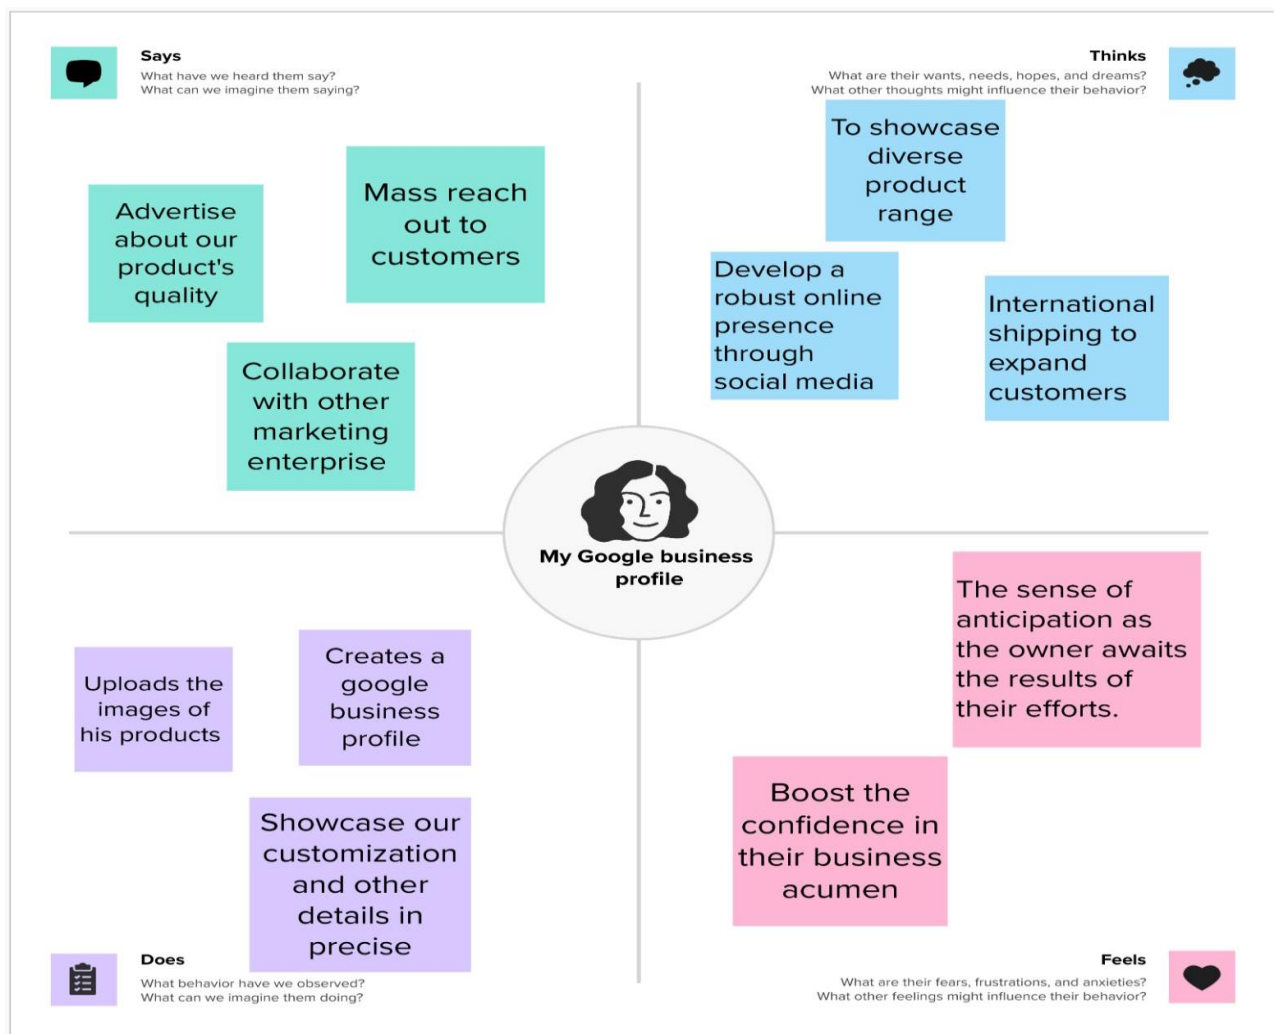 Says
What have we heard them say?
What can we imagine them saying?
Advertise
about our
product's
quality
Mass reach
out to
customers
Collaborate
with other
marketing
enterprise
Thinks
What are their wants, needs, hopes, and dreams?
What other thoughts might influence their behavior?
To showcase
diverse
product
range
Develop a
robust online
presence
through
social media
International
shipping to
expand
customers
My Google business
profile
Uploads the
images of
his products
Creates a
google
business
profile
Showcase our
customization
and other
details in
precise
Does
What behavior have we observed?
What can we imagine them doing?
The sense of
anticipation as
the owner awaits
the results of
their efforts.
Boost the
confidence in
their business
acumen
Feels
What are their fears, frustrations, and anxieties?
What other feelings might influence their behavior?